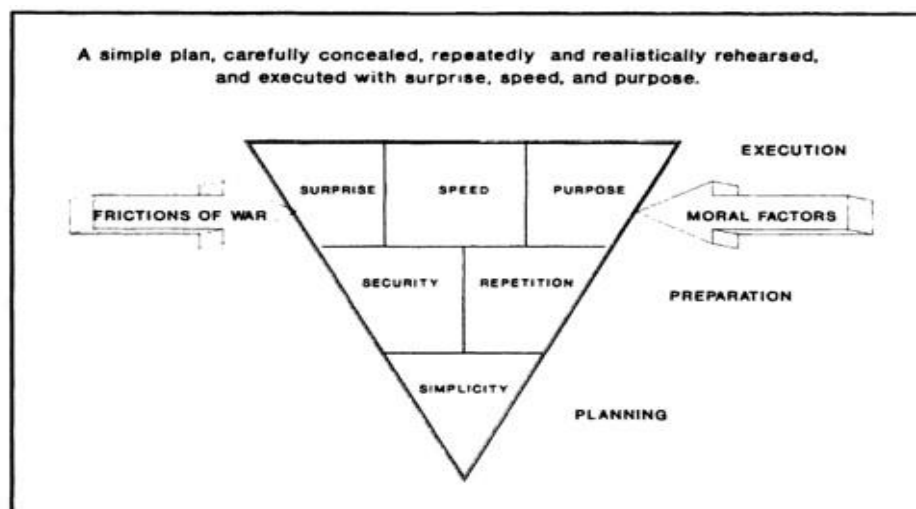 A simple plan, carefully concealed, repeatedly and realistically rehearsed,
and executed with surprise, speed, and purpose.
EXECUTION
SURPRISE SPEED PURPOSE
FRICTIONS OF WAR MORAL FACTORS
SECURITY REPETITION
PREPARATION
SIMPLICITY
PLANNING